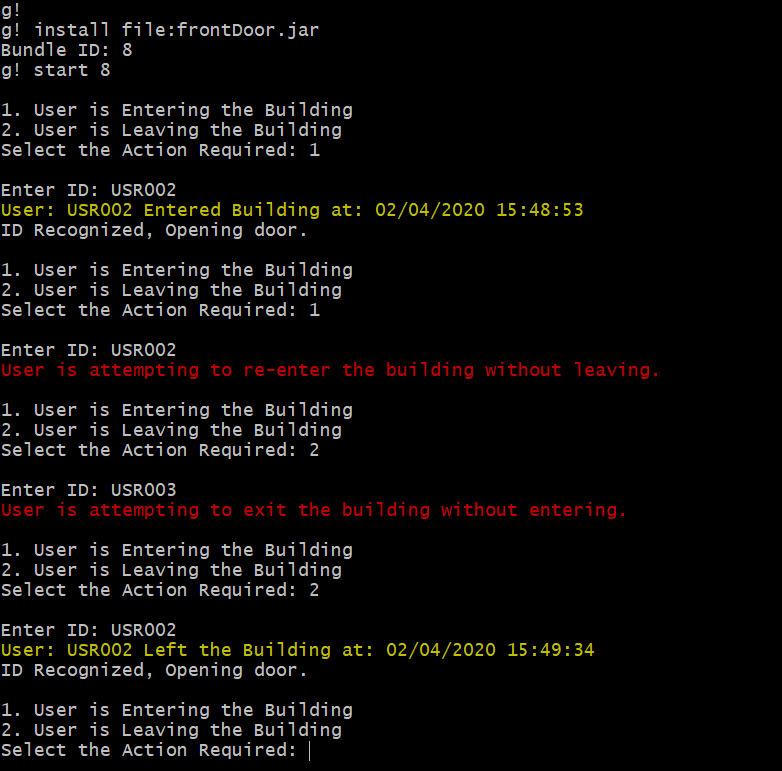 g!
g! install file:frontDoor.jar
Bundle ID: 8
g! start 8
1. User is Entering the Building
2. User is Leaving the Building
Select the Action Required: 1
Enter ID: USR002
User: USR002 Entered Building at: 02/04/2020 15:48:53
ID Recognized, Opening door.
1. User is Entering the Building
2. User is Leaving the Building
Select the Action Required: 1
Enter ID: USR002
User is attempting to re-enter the building without leaving.
1. User is Entering the Building
2. User is Leaving the Building
Select the Action Required: 2
Enter ID: USR003
User is attempting to exit the building without entering.
1. User is Entering the Building
2. User is Leaving the Building
Select the Action Required: 2
Enter ID: USR002
User: USR002 Left the Building at: 02/04/2020 15:49:34
ID Recognized, Opening door.
1. User is Entering the Building
2. User is Leaving the Building
Select the Action Required: